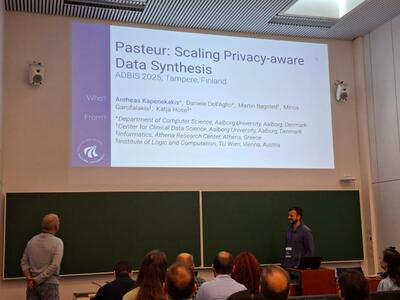 Pasteur: Scaling Privacy-aware
Data Synthesis
ADBIS 2025, Tampere, Finland
Who?
Antheas Kapenekakis*, Daniele Dell'Aglio*, Martin Bøgsted†, Minos
Garofalakis‡, Katja Hose§*
From?
*Department of Computer Science, Aalborg University, Aalborg, Denmark
†Center for Clinical Data Science, Aalborg University, Aalborg, Denmark
‡Informatics, Athena Research Center, Athens, Greece
§Institute of Logic and Computation, TU Wien, Vienna, Austria